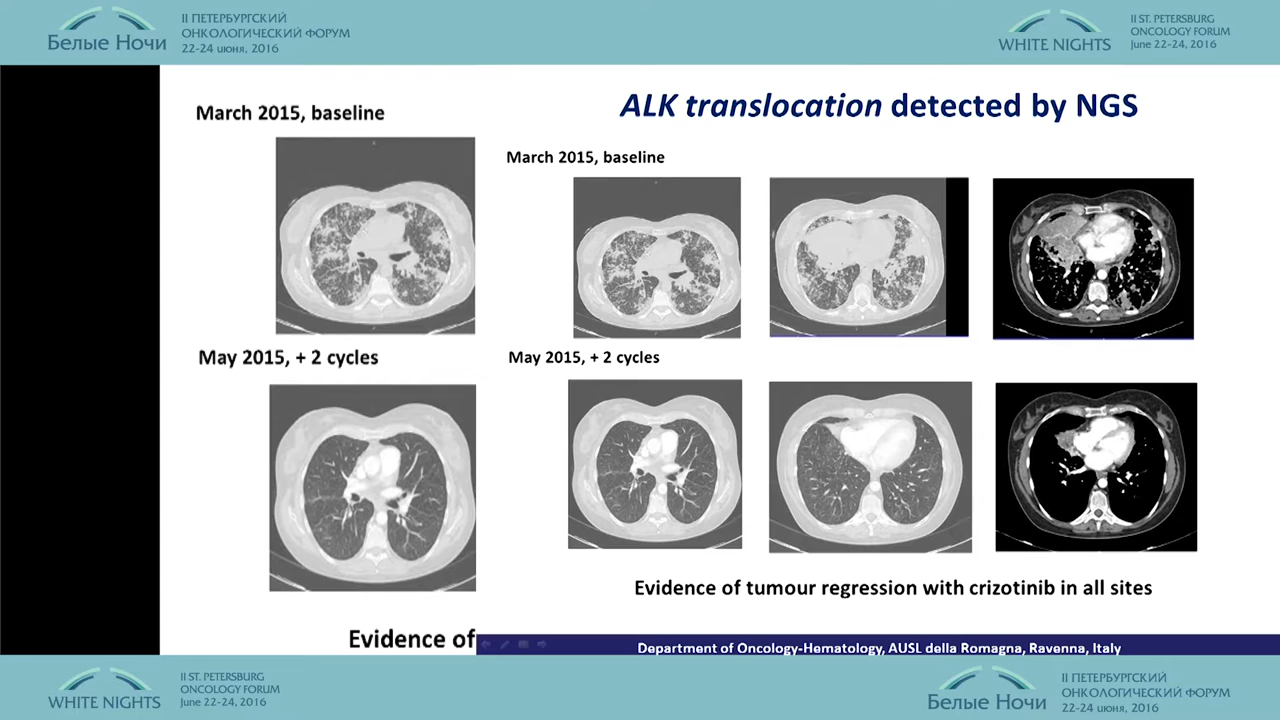 Белые Ночи
II ПЕТЕРБУРГСКИЙ
ОНКОЛОГИЧЕСКИЙ ФОРУМ
22-24 июня, 2016
WHITE NIGHTS
II ST. PETERSBURG
ONCOLOGY FORUM
June 22-24, 2016
March 2015, baseline
May 2015, + 2 cycles
Evidence of
ALK translocation detected by NGS
March 2015, baseline
May 2015, + 2 cycles
Evidence of tumour regression with crizotinib in all sites
Department of Oncology-Hematology, AUSL della Romagna, Ravenna, Italy
WHITE NIGHTS
II ST. PETERSBURG
ONCOLOGY FORUM
June 22-24, 2016
Белые Ночи
II ПЕТЕРБУРГСКИЙ
ОНКОЛОГИЧЕСКИЙ ФОРУМ
22-24 июня, 2016